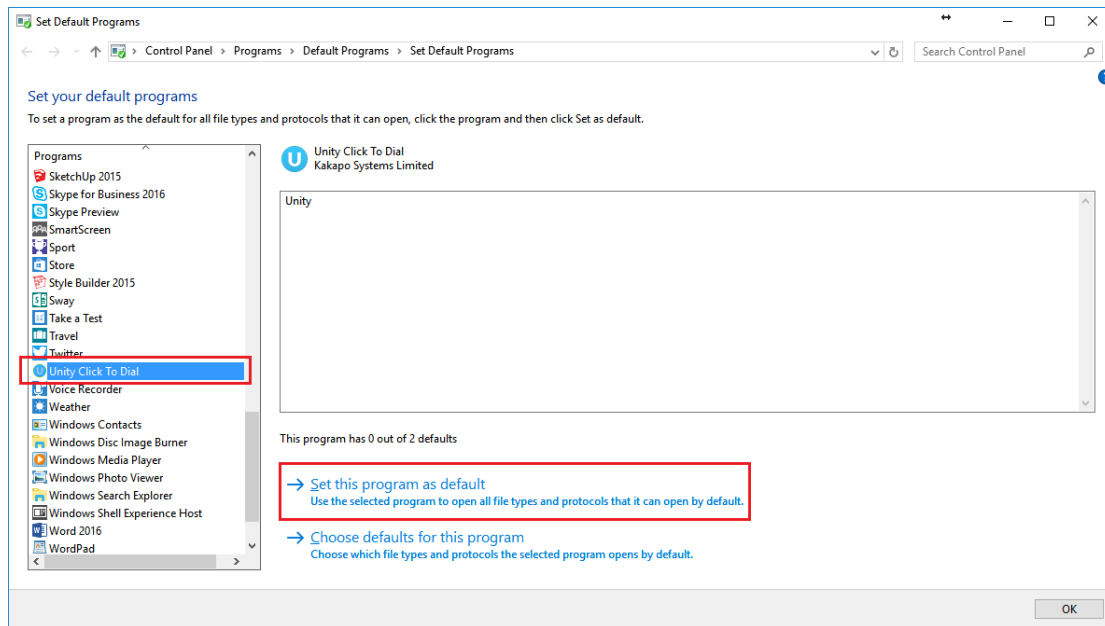 Set Default Programs
Control Panel > Programs > Default Programs > Set Default Programs
Search Control Panel
Set your default programs
To set a program as the default for all file types and protocols that it can open, click the program and then click Set as default.
Programs
SketchUp 2015
Skype for Business 2016
Skype Preview
SmartScreen
Sport
Store
Style Builder 2015
Sway
Take a Test
Travel
Twitter
Unity Click To Dial
Voice Recorder
Weather
Windows Contacts
Windows Disc Image Burner
Windows Media Player
Windows Photo Viewer
Windows Search Explorer
Windows Shell Experience Host
Word 2016
WordPad
Unity Click To Dial
Kakapo Systems Limited
Unity
This program has 0 out of 2 defaults
Set this program as default
Use the selected program to open all file types and protocols that it can open by default.
Choose defaults for this program
Choose which file types and protocols the selected program opens by default.
OK